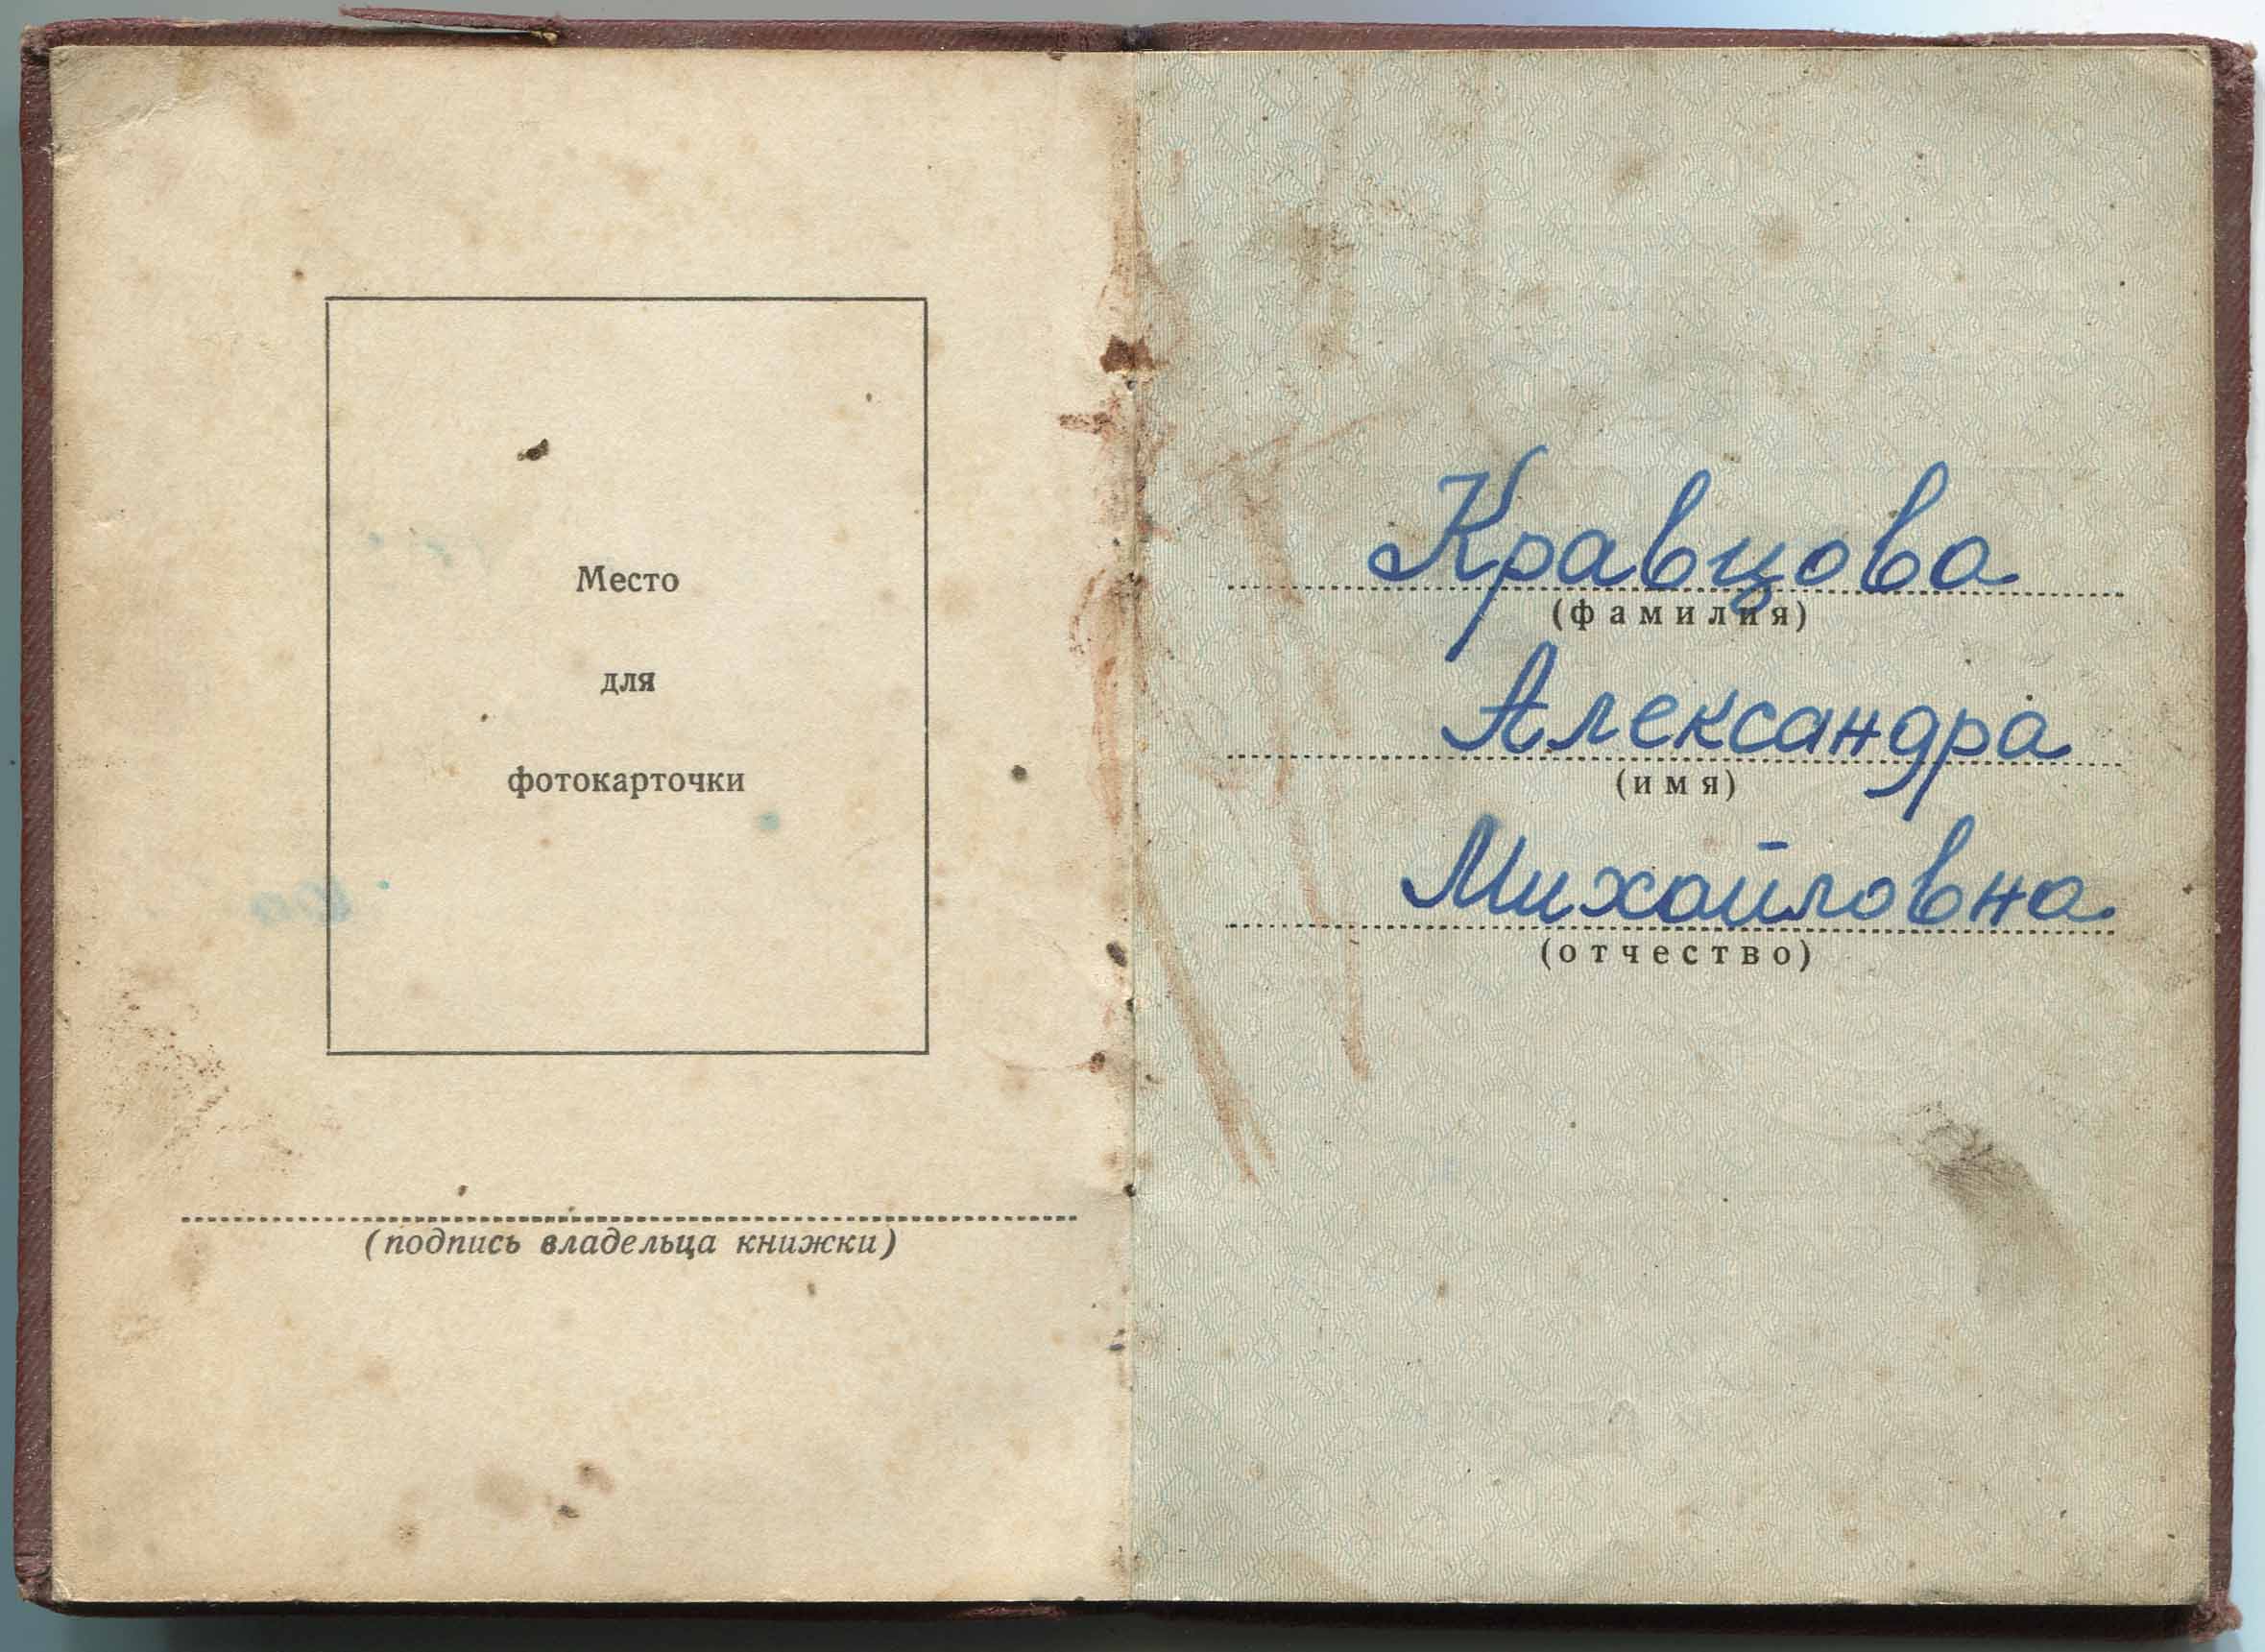 Место
для
фотокарточки
(подпись владельца книжки)
Кравцова
(фамилия)
Александра
(имя)
Михайловна
(отчество)